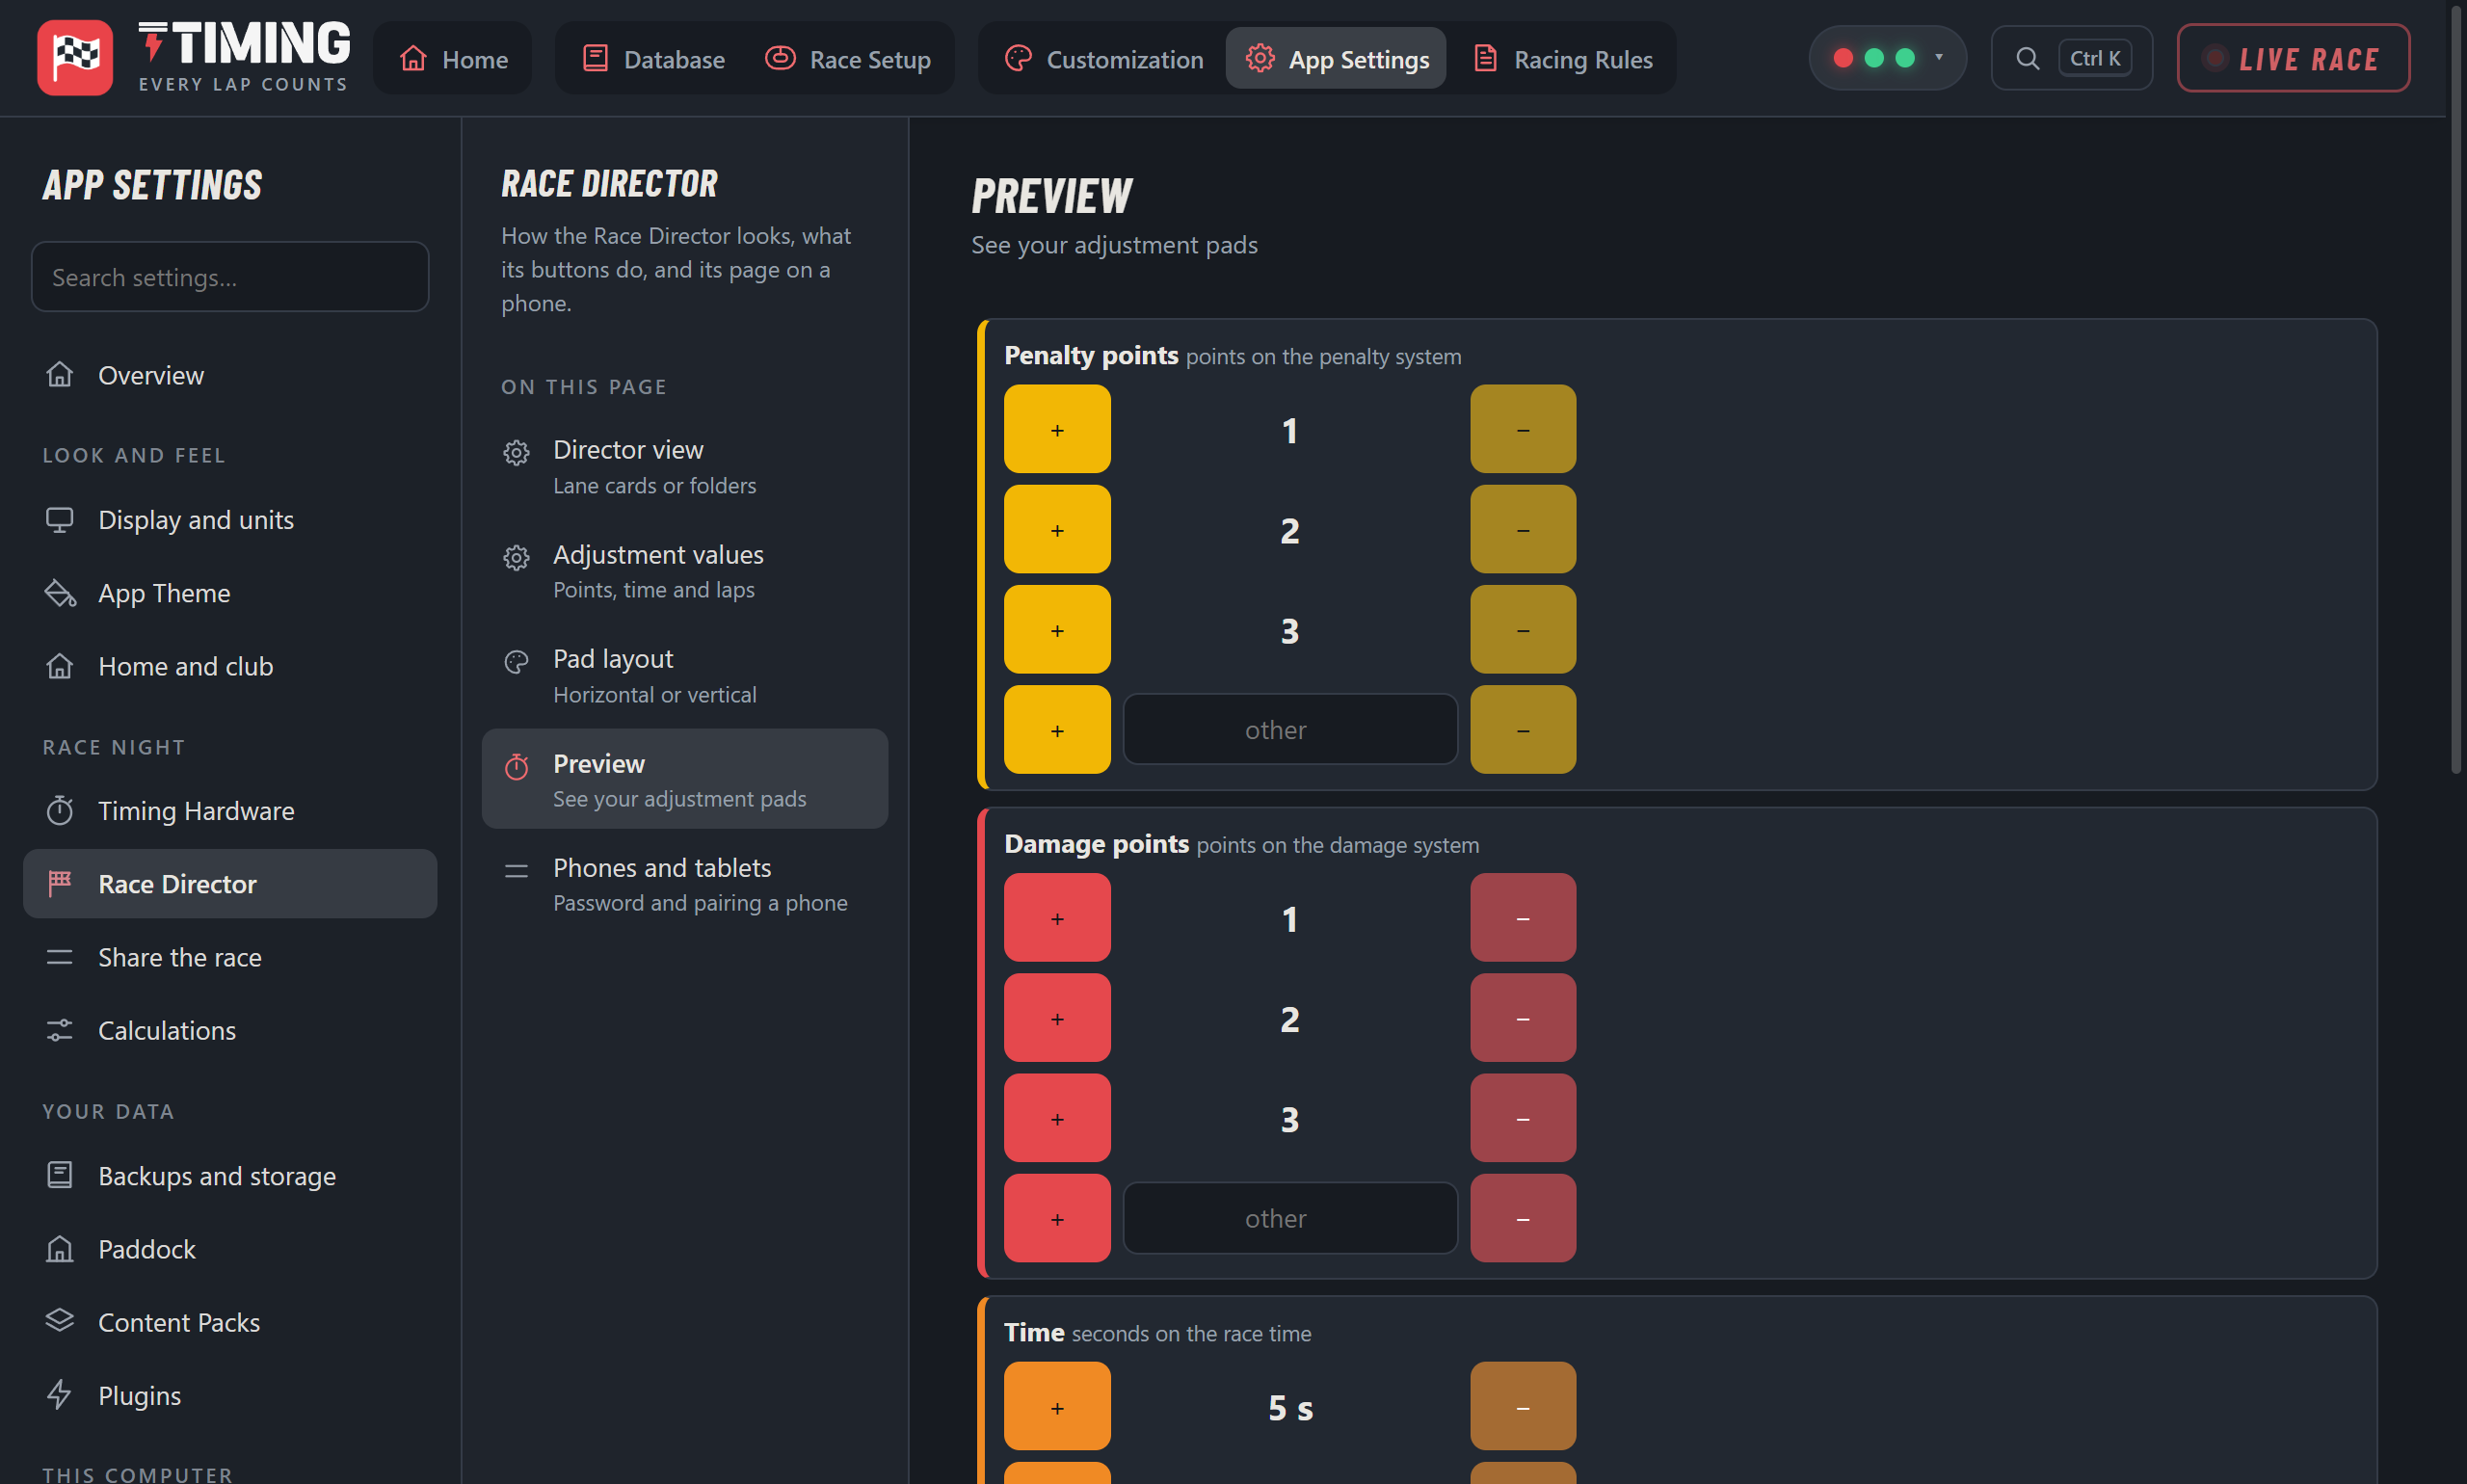 TIMING
EVERY LAP COUNTS
Home
Database
Race Setup
Customization
App Settings
Racing Rules
Ctrl K
LIVE RACE
APP SETTINGS
Search settings...
Overview
LOOK AND FEEL
Display and units
App Theme
Home and club
RACE NIGHT
Timing Hardware
Race Director
Share the race
Calculations
YOUR DATA
Backups and storage
Paddock
Content Packs
Plugins
THIS COMPUTER
RACE DIRECTOR
How the Race Director looks, what
its buttons do, and its page on a
phone.
ON THIS PAGE
Director view
Lane cards or folders
Adjustment values
Points, time and laps
Pad layout
Horizontal or vertical
Preview
See your adjustment pads
Phones and tablets
Password and pairing a phone
PREVIEW
See your adjustment pads
Penalty points points on the penalty system
+ 1 −
+ 2 −
+ 3 −
+ other −
Damage points points on the damage system
+ 1 −
+ 2 −
+ 3 −
+ other −
Time seconds on the race time
+ 5 s −